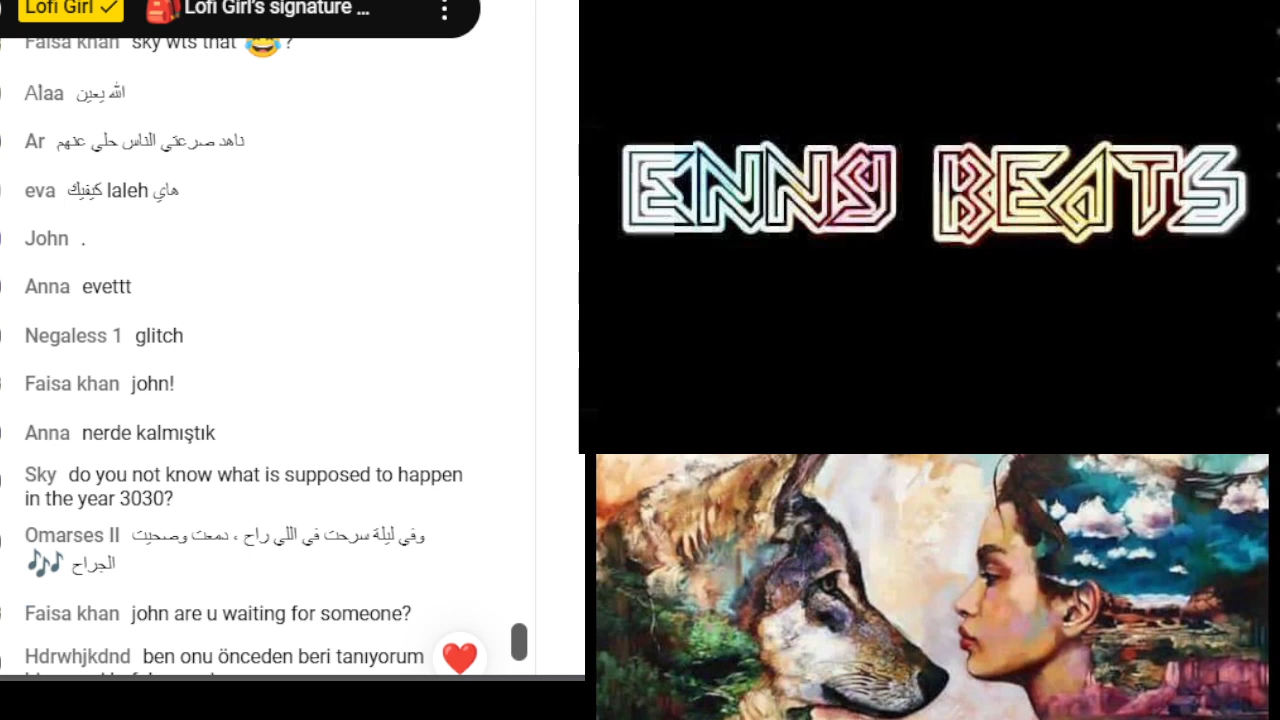 Lofi Girl Lofi Girl's signature ...
Faisa khan sky wts that 😂?
Alaa الله يعين
Ar ناهد صرعتي الناس حلي عنهم
eva هاي laleh كيفيك
John .
Anna evettt
Negaless 1 glitch
Faisa khan john!
Anna nerde kalmıştık
Sky do you not know what is supposed to happen
in the year 3030?
Omarses II وفي ليلة سرحت في اللي راح ، دمعت وصحيت
الجراح 🎶
Faisa khan john are u waiting for someone?
Hdrwhjkdnd ben onu önceden beri tanıyorum
ENNY BEATS